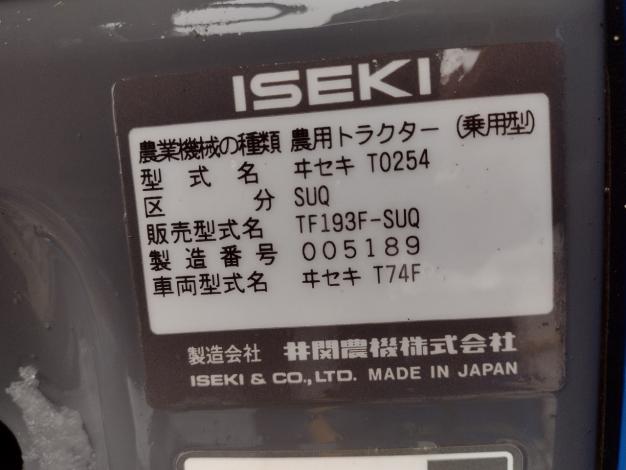 ISEKI
農業機械の種類 農用トラクター (乗用型)
型式名 ヰセキ T0254
区分 SUQ
販売型式名 TF193F-SUQ
製造番号 005189
車両型式名 ヰセキ T74F
製造会社 井関農機株式会社
ISEKI & CO., LTD. MADE IN JAPAN